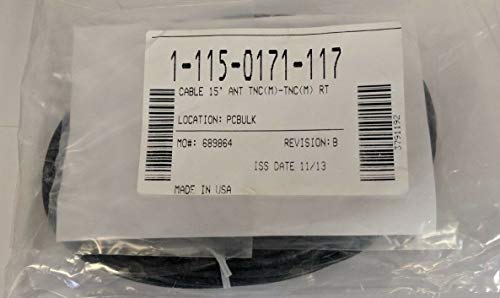 1-115-0171-117
CABLE 15' ANT TNC(M)-TNC(M) RT
LOCATION: PCBULK
MO#: 689864 REVISION: B
ISS DATE 11/13
MADE IN USA
3791192